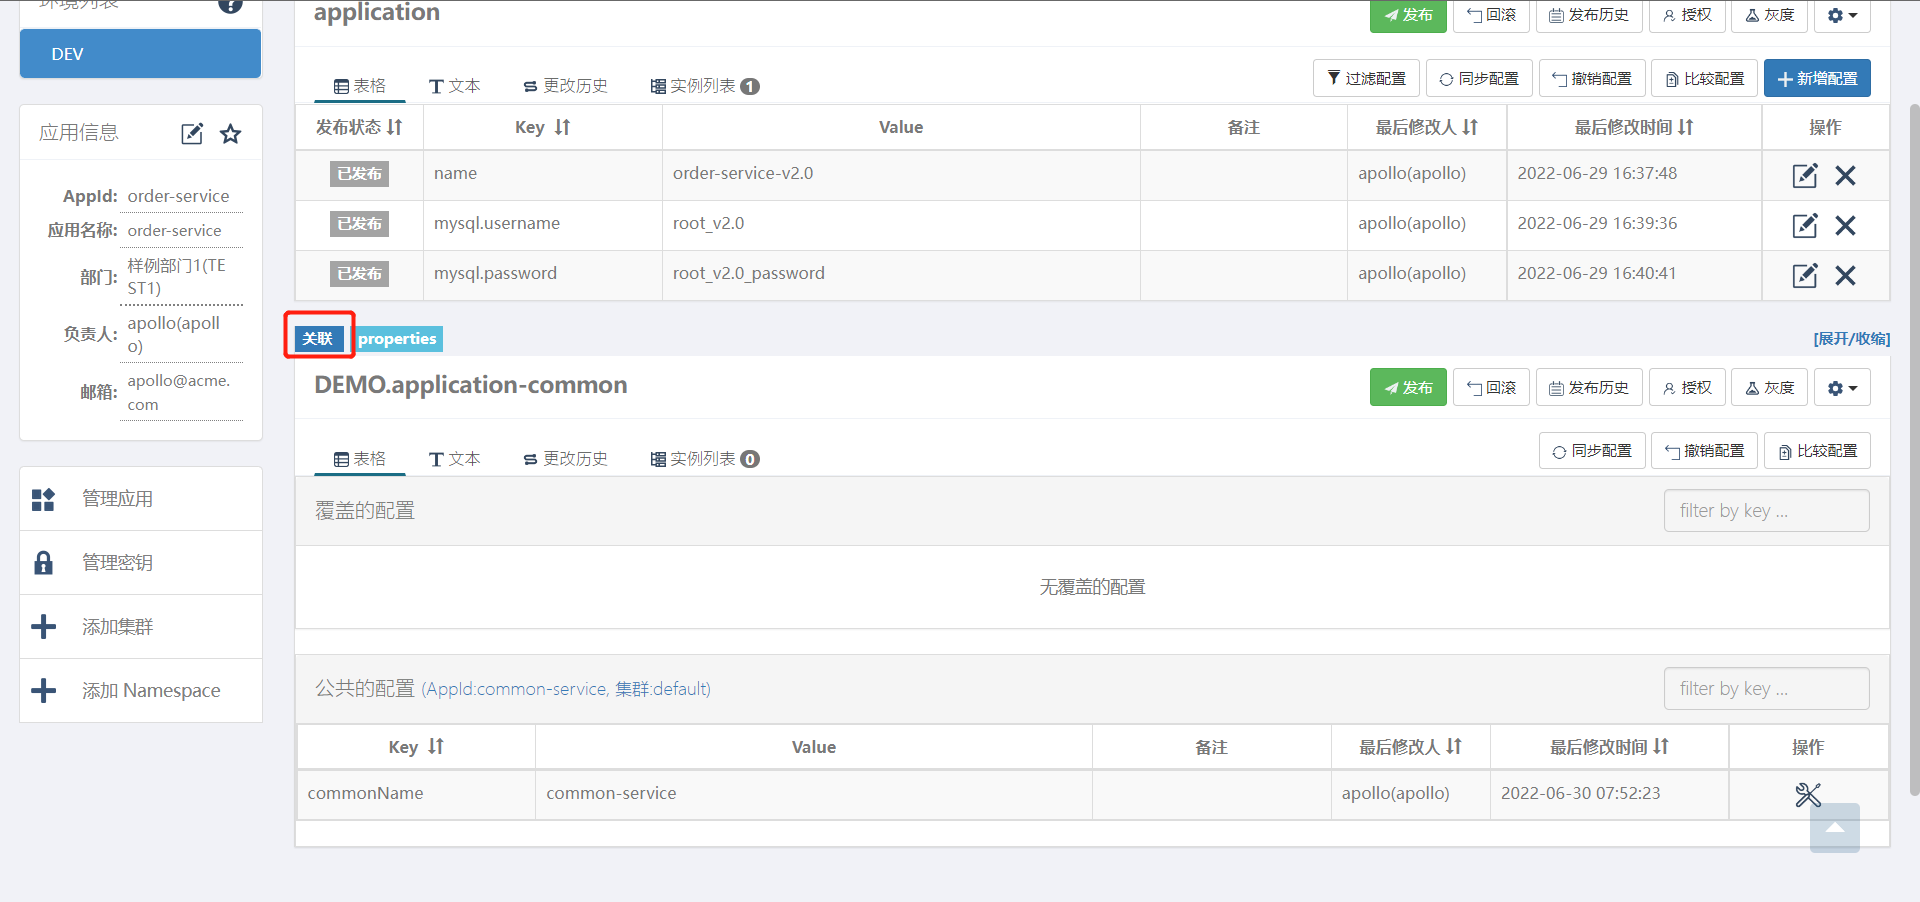 环境列表
DEV
应用信息
AppId: order-service
应用名称: order-service
部门: 样例部门1(TE
ST1)
负责人: apollo(apoll
o)
邮箱: apollo@acme.
com
管理应用
管理密钥
添加集群
添加 Namespace
application
发布 回滚 发布历史 授权 灰度
表格 文本 更改历史 实例列表 1
过滤配置 同步配置 撤销配置 比较配置 新增配置
发布状态 Key Value 备注 最后修改人 最后修改时间 操作
已发布 name order-service-v2.0 apollo(apollo) 2022-06-29 16:37:48
已发布 mysql.username root_v2.0 apollo(apollo) 2022-06-29 16:39:36
已发布 mysql.password root_v2.0_password apollo(apollo) 2022-06-29 16:40:41
关联 properties [展开/收缩]
DEMO.application-common
发布 回滚 发布历史 授权 灰度
表格 文本 更改历史 实例列表 0
同步配置 撤销配置 比较配置
覆盖的配置 filter by key ...
无覆盖的配置
公共的配置 (AppId:common-service, 集群:default) filter by key ...
Key Value 备注 最后修改人 最后修改时间 操作
commonName common-service apollo(apollo) 2022-06-30 07:52:23